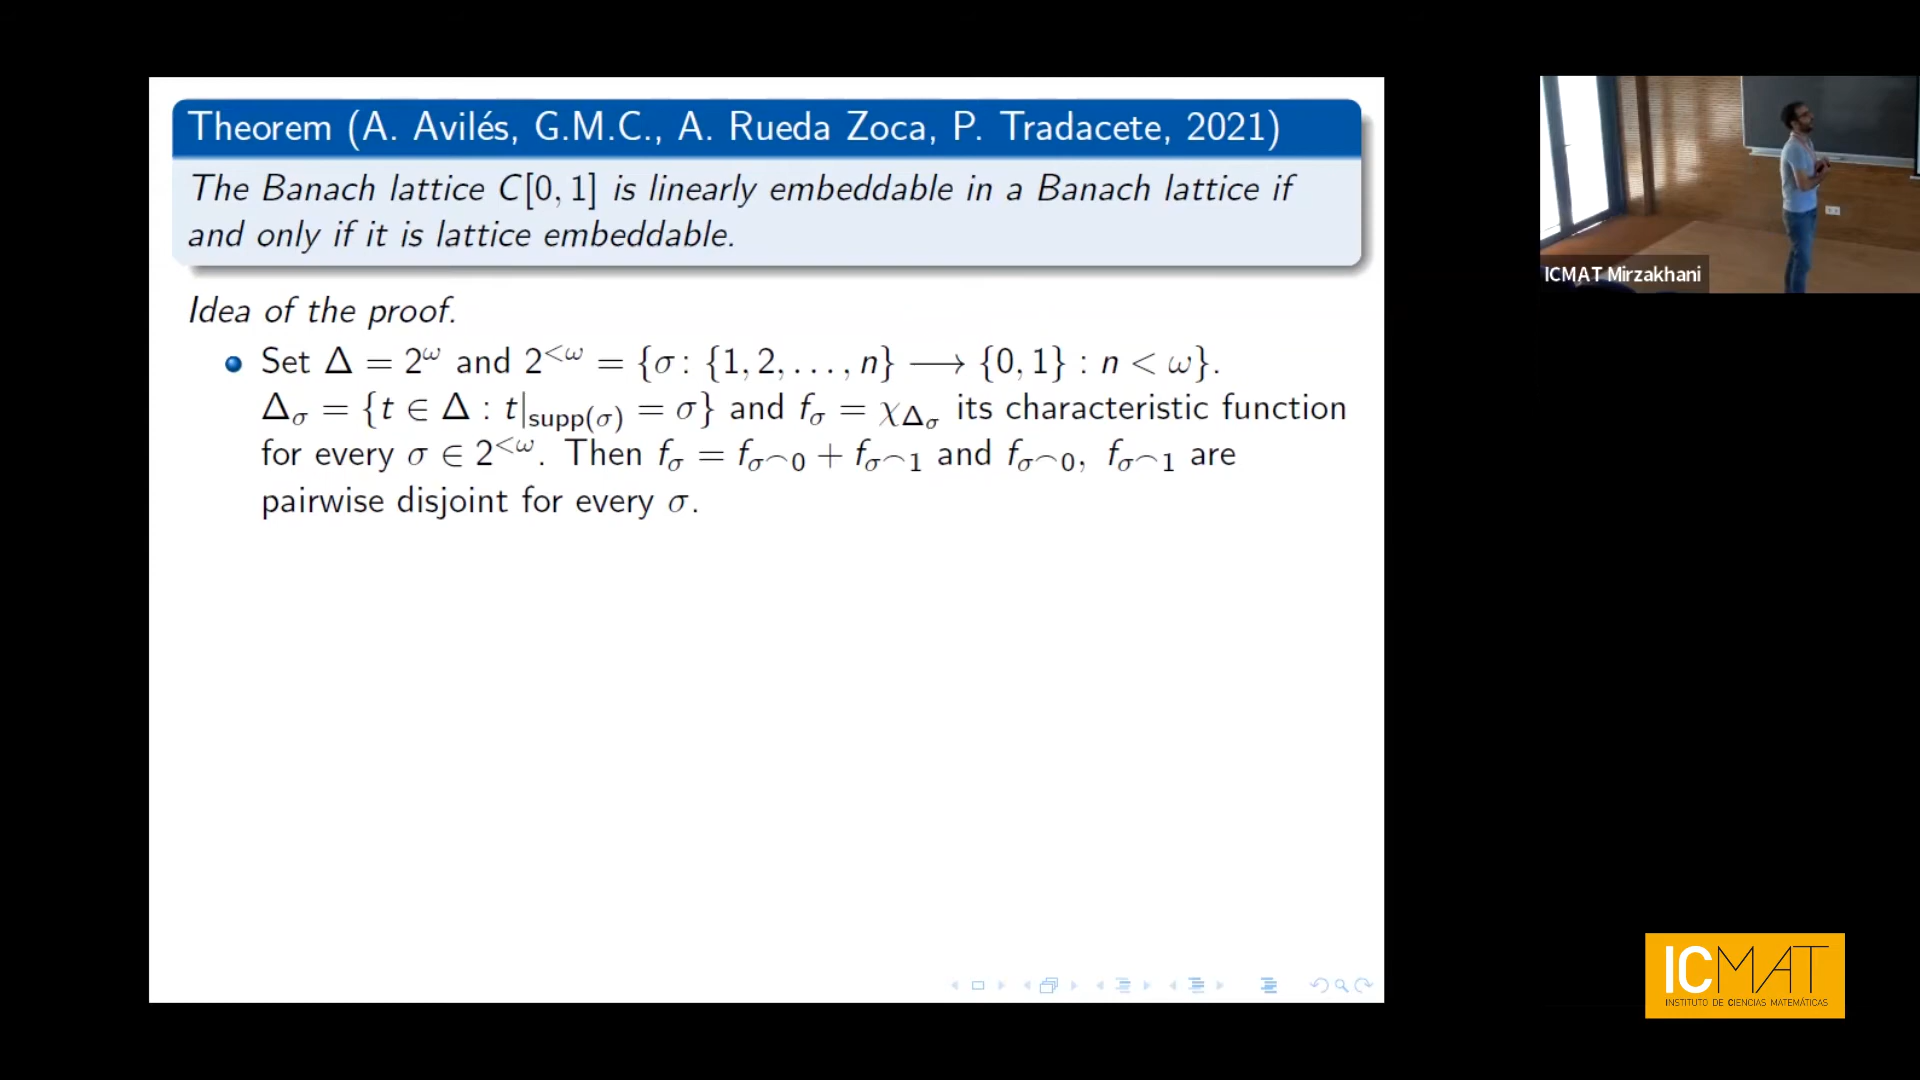 Theorem (A. Avilés, G.M.C., A. Rueda Zoca, P. Tradacete, 2021)
The Banach lattice C[0, 1] is linearly embeddable in a Banach lattice if
and only if it is lattice embeddable.
Idea of the proof.
Set Δ = 2^ω and 2^{<ω} = {σ: {1, 2, . . . , n} ⟶ {0, 1} : n < ω}.
Δ_σ = {t ∈ Δ : t|_{supp(σ)} = σ} and f_σ = χ_{Δ_σ} its characteristic function
for every σ ∈ 2^{<ω}. Then f_σ = f_{σ⌢0} + f_{σ⌢1} and f_{σ⌢0}, f_{σ⌢1} are
pairwise disjoint for every σ.
ICMAT Mirzakhani
ICMAT
INSTITUTO DE CIENCIAS MATEMÁTICAS